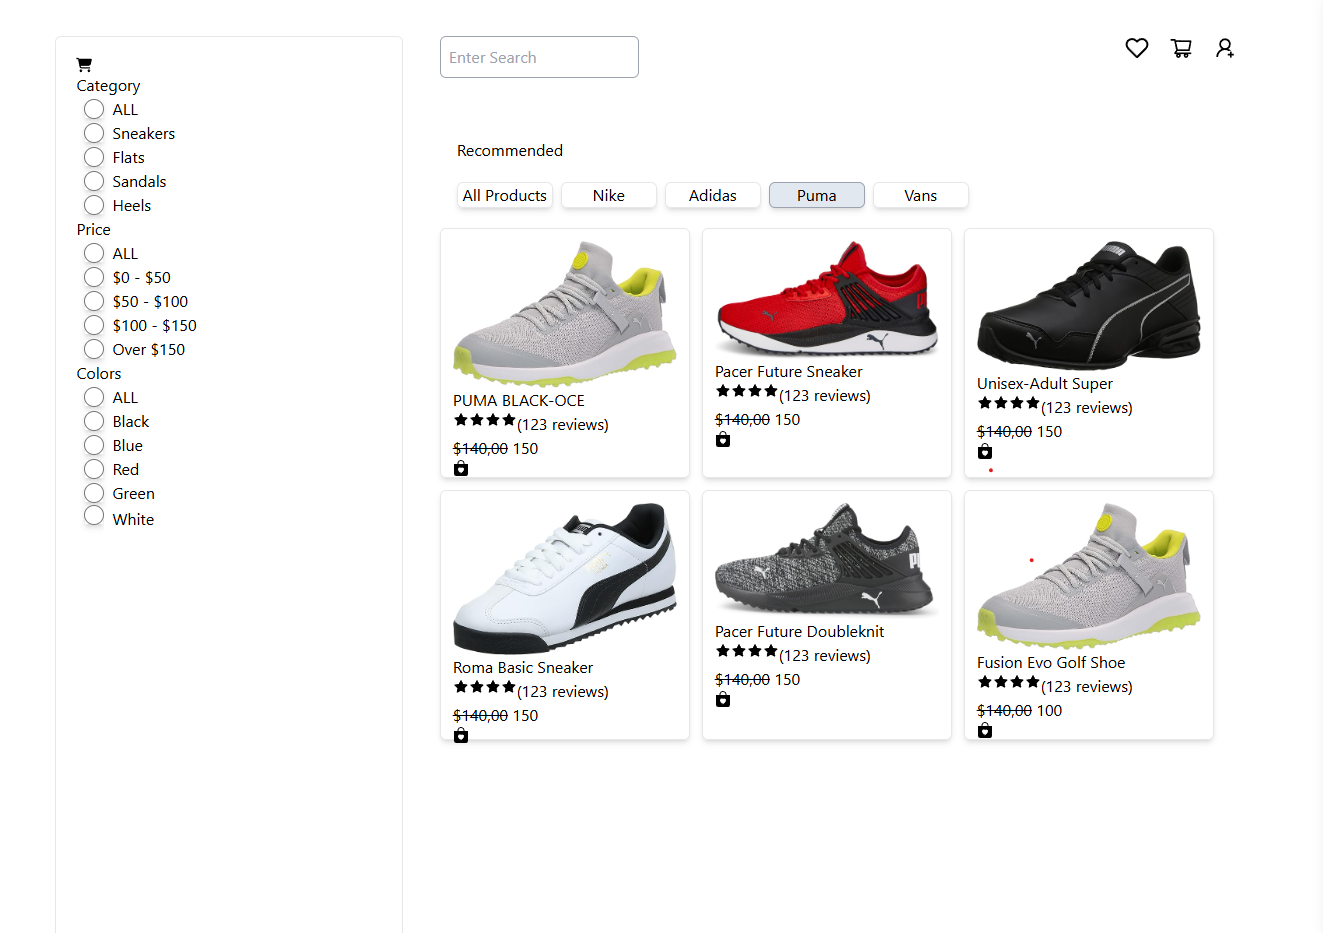 Category
ALL
Sneakers
Flats
Sandals
Heels
Price
ALL
$0 - $50
$50 - $100
$100 - $150
Over $150
Colors
ALL
Black
Blue
Red
Green
White
Enter Search
Recommended
All Products
Nike
Adidas
Puma
Vans
PUMA BLACK-OCE
(123 reviews)
$140,00 150
Pacer Future Sneaker
(123 reviews)
$140,00 150
Unisex-Adult Super
(123 reviews)
$140,00 150
Roma Basic Sneaker
(123 reviews)
$140,00 150
Pacer Future Doubleknit
(123 reviews)
$140,00 150
Fusion Evo Golf Shoe
(123 reviews)
$140,00 100